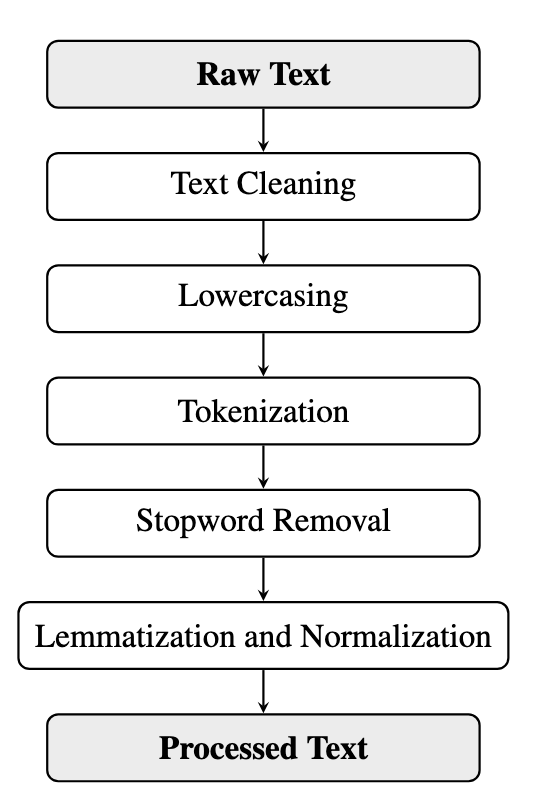 Raw Text
Text Cleaning
Lowercasing
Tokenization
Stopword Removal
Lemmatization and Normalization
Processed Text